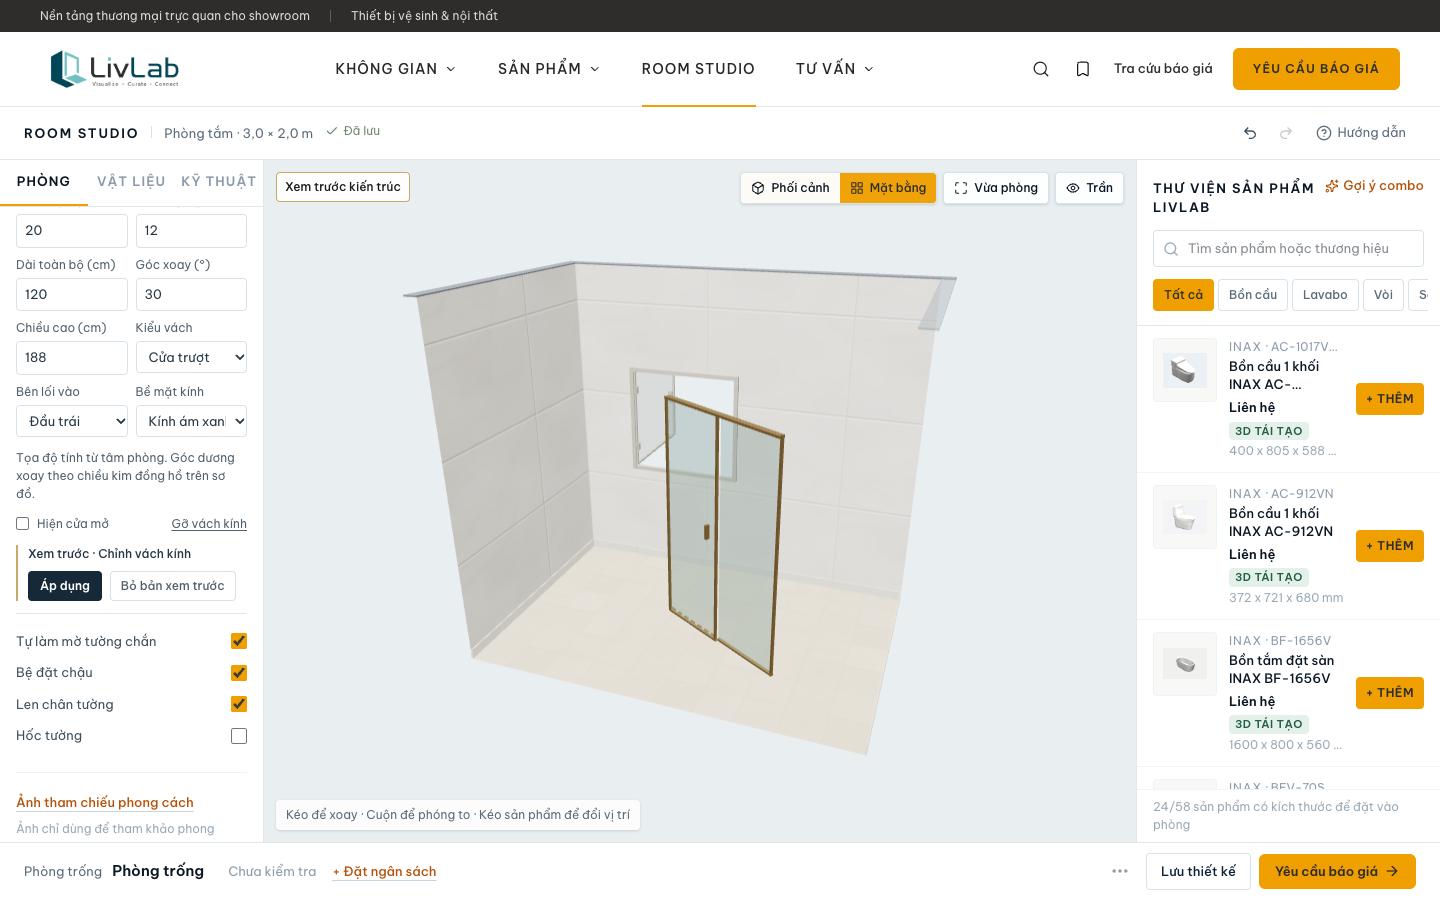 Nền tảng thương mại trực quan cho showroom
Thiết bị vệ sinh & nội thất
LivLab
Visualize • Curate • Connect
KHÔNG GIAN
SẢN PHẨM
ROOM STUDIO
TƯ VẤN
Tra cứu báo giá
YÊU CẦU BÁO GIÁ
ROOM STUDIO
Phòng tắm · 3,0 × 2,0 m
Đã lưu
Hướng dẫn
PHÒNG
VẬT LIỆU
KỸ THUẬT
20
12
Dài toàn bộ (cm)
Góc xoay (°)
120
30
Chiều cao (cm)
Kiểu vách
188
Cửa trượt
Bên lối vào
Bề mặt kính
Đầu trái
Kính ám xan
Tọa độ tính từ tâm phòng. Góc dương
xoay theo chiều kim đồng hồ trên sơ
đồ.
Hiện cửa mở
Gỡ vách kính
Xem trước · Chỉnh vách kính
Áp dụng
Bỏ bản xem trước
Tự làm mờ tường chắn
Bệ đặt chậu
Len chân tường
Hốc tường
Ảnh tham chiếu phong cách
Ảnh chỉ dùng để tham khảo phong
Xem trước kiến trúc
Phối cảnh
Mặt bằng
Vừa phòng
Trần
Kéo để xoay · Cuộn để phóng to · Kéo sản phẩm để đổi vị trí
THƯ VIỆN SẢN PHẨM
LIVLAB
Gợi ý combo
Tìm sản phẩm hoặc thương hiệu
Tất cả
Bồn cầu
Lavabo
Vòi
INAX · AC-1017V...
Bồn cầu 1 khối
INAX AC-...
Liên hệ
3D TÁI TẠO
400 x 805 x 588 ...
+ THÊM
INAX · AC-912VN
Bồn cầu 1 khối
INAX AC-912VN
Liên hệ
3D TÁI TẠO
372 x 721 x 680 mm
+ THÊM
INAX · BF-1656V
Bồn tắm đặt sàn
INAX BF-1656V
Liên hệ
3D TÁI TẠO
1600 x 800 x 560 ...
+ THÊM
INAX · BFV-70S
24/58 sản phẩm có kích thước để đặt vào
phòng
Phòng trống
Phòng trống
Chưa kiểm tra
+ Đặt ngân sách
Lưu thiết kế
Yêu cầu báo giá